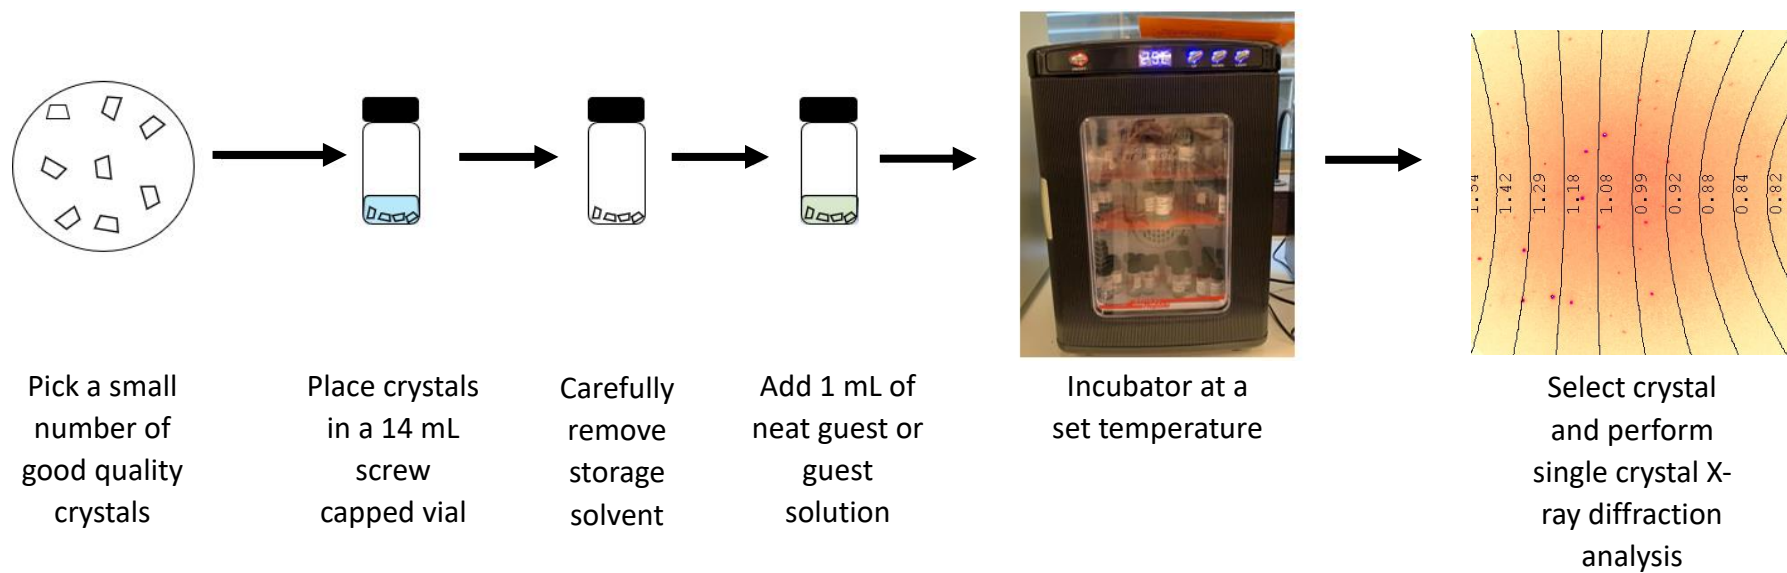 Pick a small
number of
good quality
crystals
Place crystals
in a 14 mL
screw
capped vial
Carefully
remove
storage
solvent
Add 1 mL of
neat guest or
guest
solution
Incubator at a
set temperature
1.42
1.29
1.18
1.08
0.99
0.92
0.88
0.84
0.82
Select crystal
and perform
single crystal X-
ray diffraction
analysis